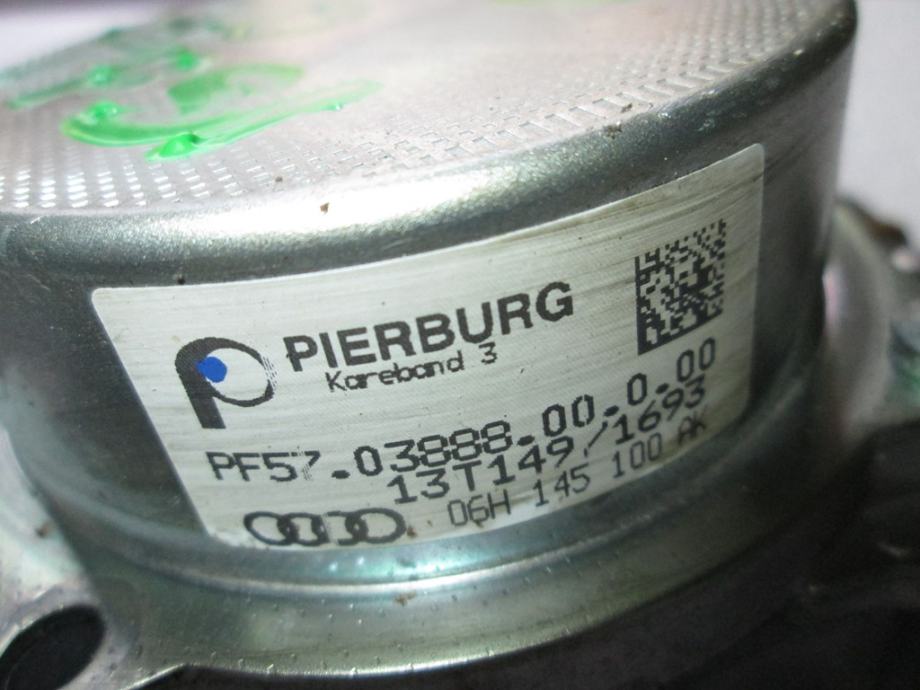 PIERBURG
Kareband 3
PF57.03888.00.0.00
13T149/1693
06H 145 100 AK